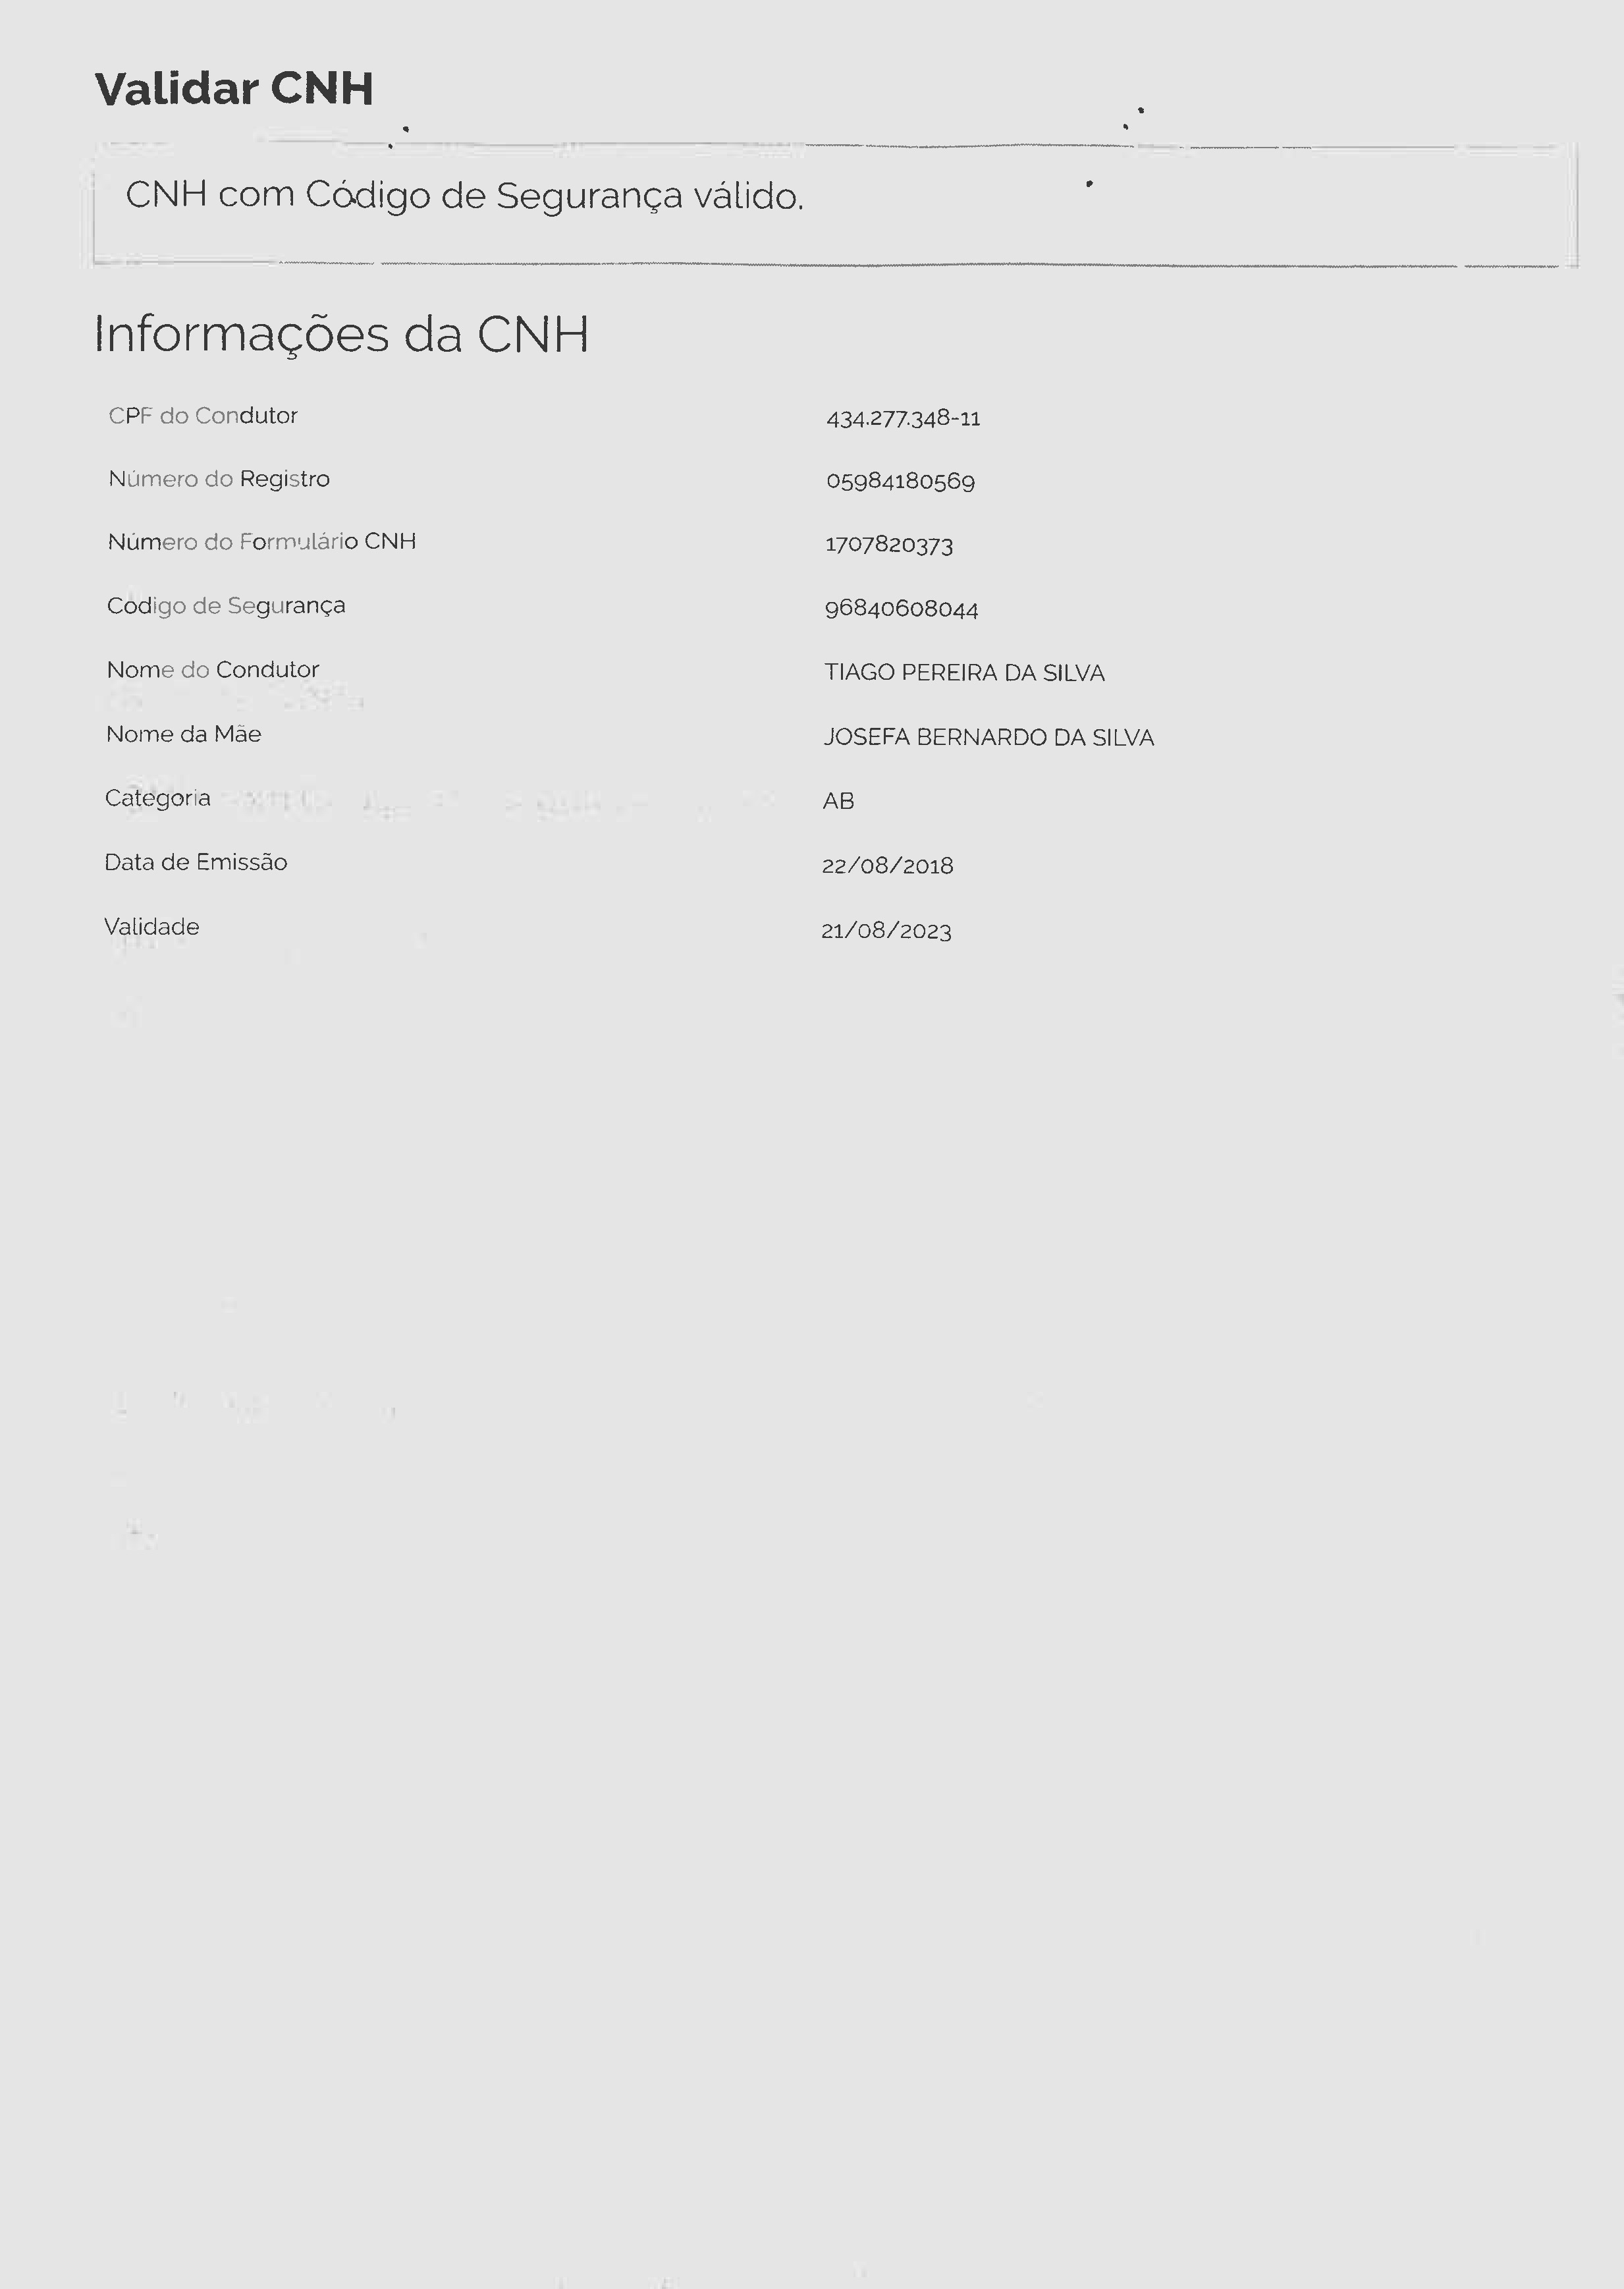 Validar CNH
CNH com Código de Segurança válido.
Informações da CNH
CPF do Condutor 434.277.348-11
Número do Registro 05984180569
Número do Formulário CNH 1707820373
Código de Segurança 96840608044
Nome do Condutor TIAGO PEREIRA DA SILVA
Nome da Mãe JOSEFA BERNARDO DA SILVA
Categoria AB
Data de Emissão 22/08/2018
Validade 21/08/2023